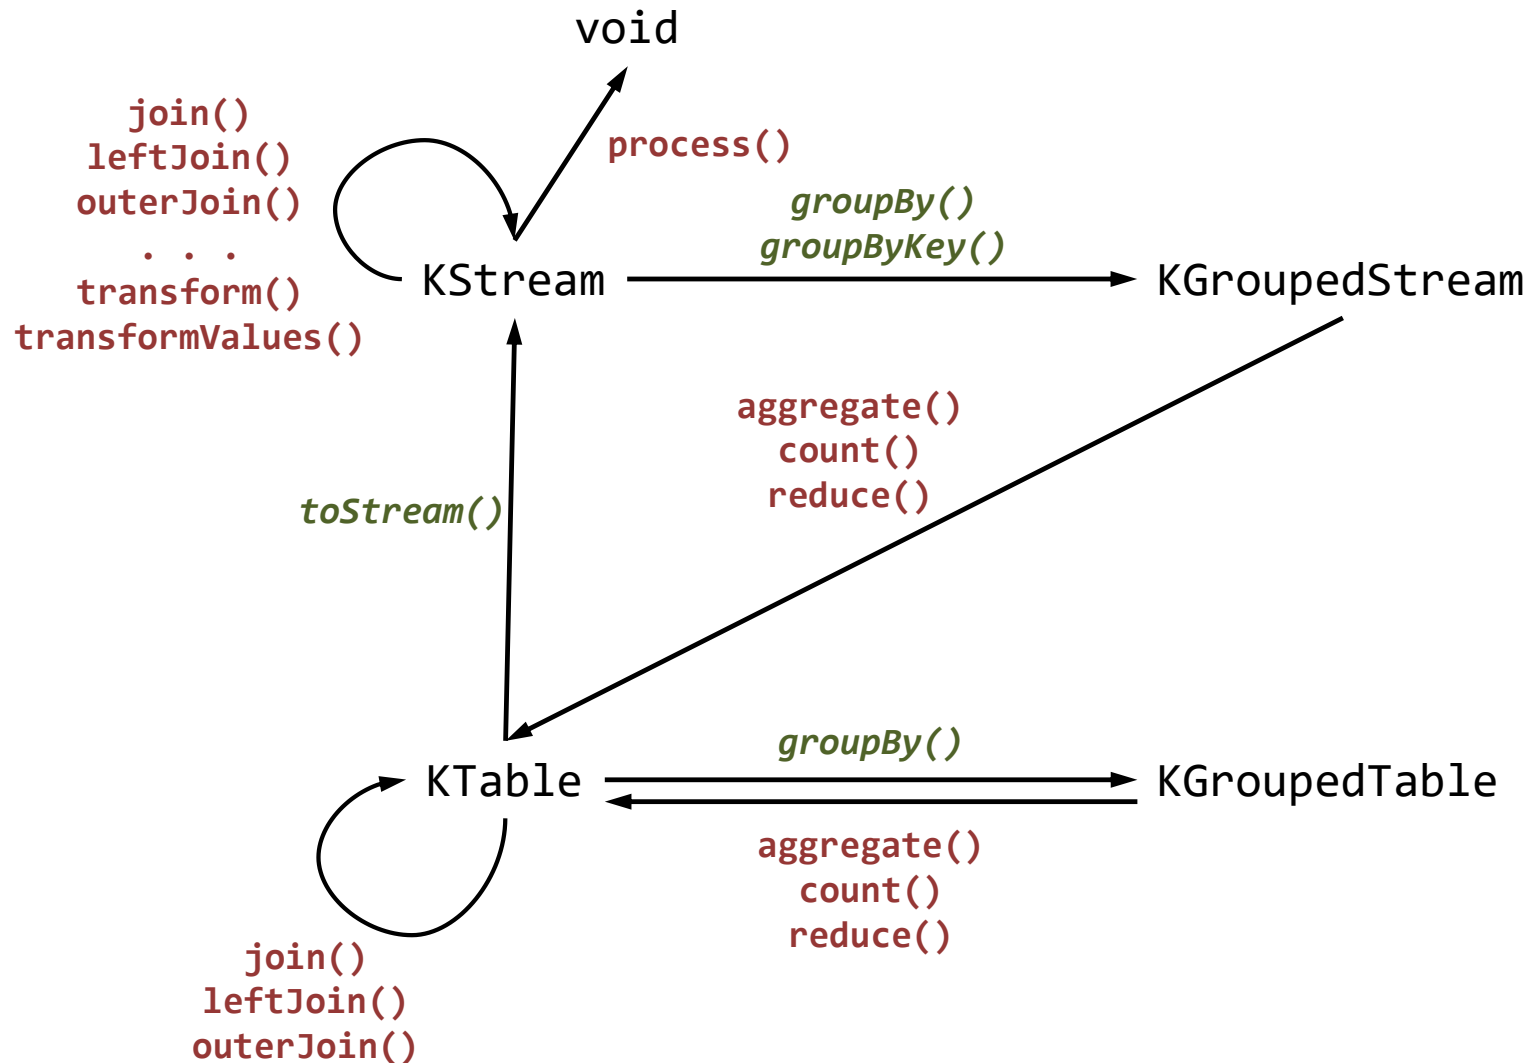 void
join()
leftJoin()
outerJoin()
. . .
transform()
transformValues()
process()
groupBy()
groupByKey()
KStream
KGroupedStream
aggregate()
count()
reduce()
toStream()
groupBy()
KTable
KGroupedTable
aggregate()
count()
reduce()
join()
leftJoin()
outerJoin()